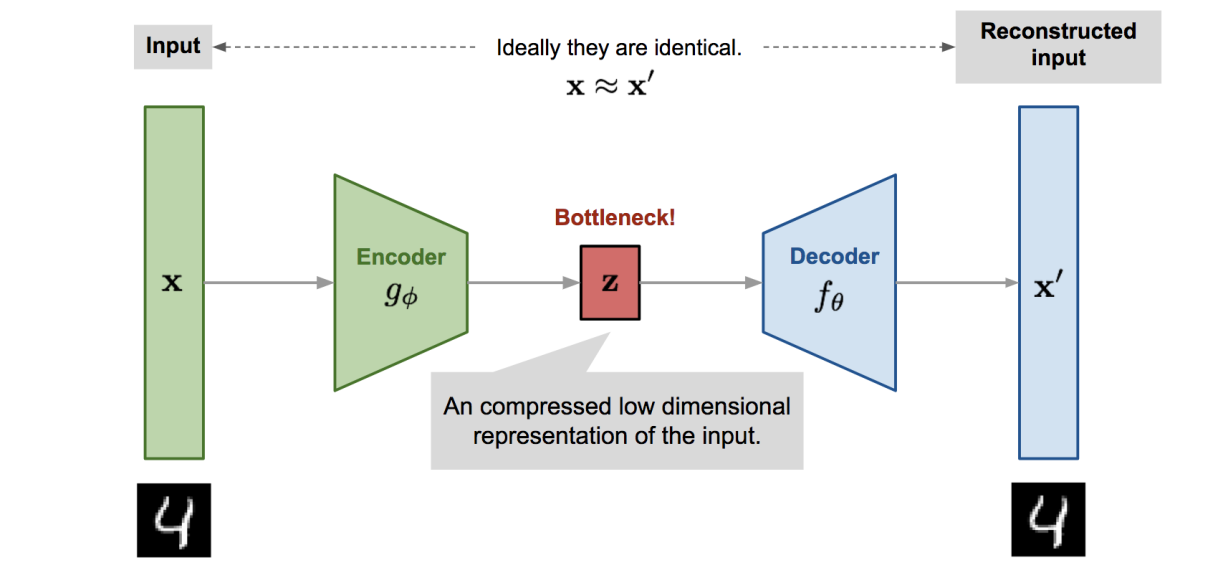 Input
Ideally they are identical.
x ≈ x′
Reconstructed
input
Bottleneck!
x
Encoder
gϕ
z
Decoder
fθ
x′
An compressed low dimensional
representation of the input.
4
4